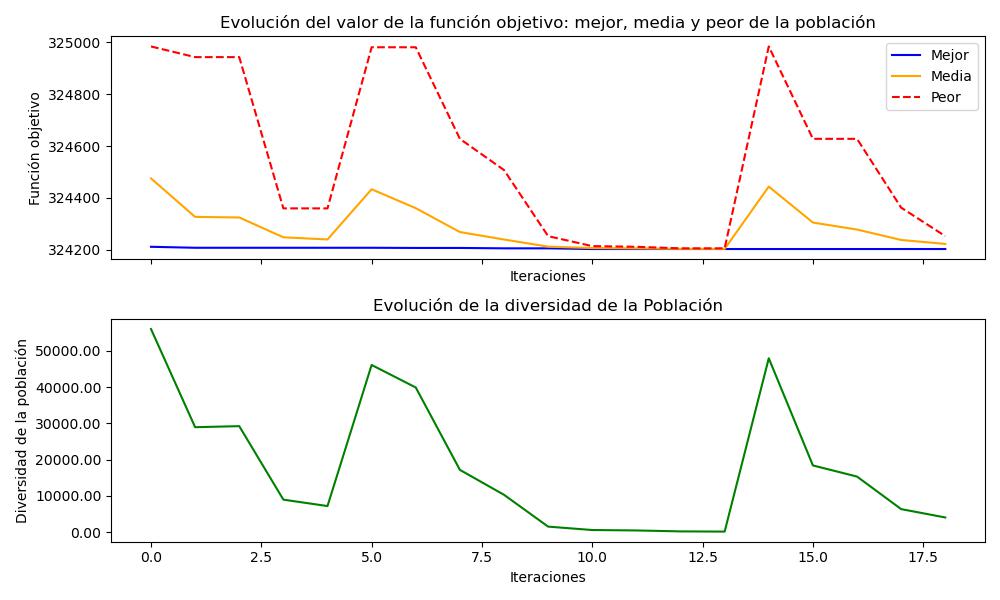 Evolución del valor de la función objetivo: mejor, media y peor de la población
325000
324800
324600
324400
324200
Función objetivo
Mejor
Media
Peor
Iteraciones
Evolución de la diversidad de la Población
50000.00
40000.00
30000.00
20000.00
10000.00
0.00
Diversidad de la población
0.0 2.5 5.0 7.5 10.0 12.5 15.0 17.5
Iteraciones